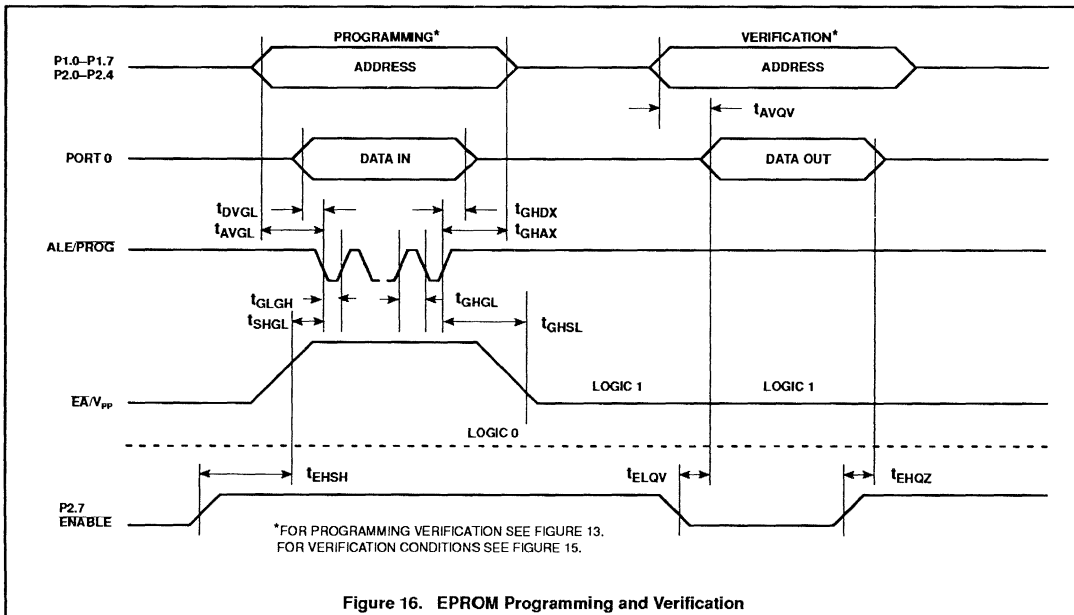 PROGRAMMING*
VERIFICATION*
P1.0–P1.7
P2.0–P2.4
ADDRESS
ADDRESS
tAVQV
PORT 0
DATA IN
DATA OUT
tDVGL
tGHDX
tAVGL
tGHAX
ALE/PROG
tGLGH
tGHGL
tSHGL
tGHSL
LOGIC 1
LOGIC 1
EA/VPP
LOGIC 0
tEHSH
tELQV
tEHQZ
P2.7
ENABLE
*FOR PROGRAMMING VERIFICATION SEE FIGURE 13.
FOR VERIFICATION CONDITIONS SEE FIGURE 15.
Figure 16. EPROM Programming and Verification